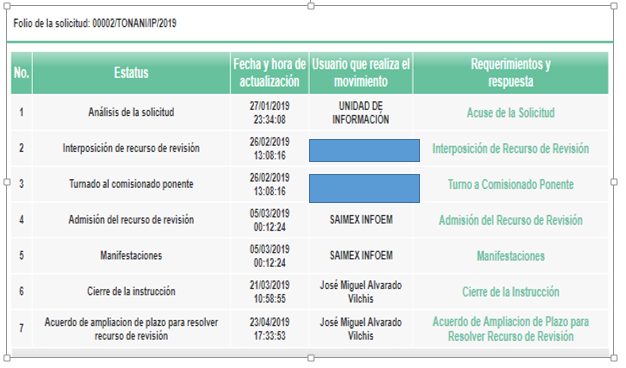 Folio de la solicitud: 00002/TONANI/IP/2019
No. Estatus Fecha y hora de actualización Usuario que realiza el movimiento Requerimientos y respuesta
1 Análisis de la solicitud 27/01/2019 23:34:08 UNIDAD DE INFORMACIÓN Acuse de la Solicitud
2 Interposición de recurso de revisión 26/02/2019 13:08:16 Interposición de Recurso de Revisión
3 Turnado al comisionado ponente 26/02/2019 13:08:16 Turno a Comisionado Ponente
4 Admisión del recurso de revisión 05/03/2019 00:12:24 SAIMEX INFOEM Admisión del Recurso de Revisión
5 Manifestaciones 05/03/2019 00:12:24 SAIMEX INFOEM Manifestaciones
6 Cierre de la instrucción 21/03/2019 10:58:55 José Miguel Alvarado Vilchis Cierre de la Instrucción
7 Acuerdo de ampliacion de plazo para resolver recurso de revisión 23/04/2019 17:33:53 José Miguel Alvarado Vilchis Acuerdo de Ampliacion de Plazo para Resolver Recurso de Revisión